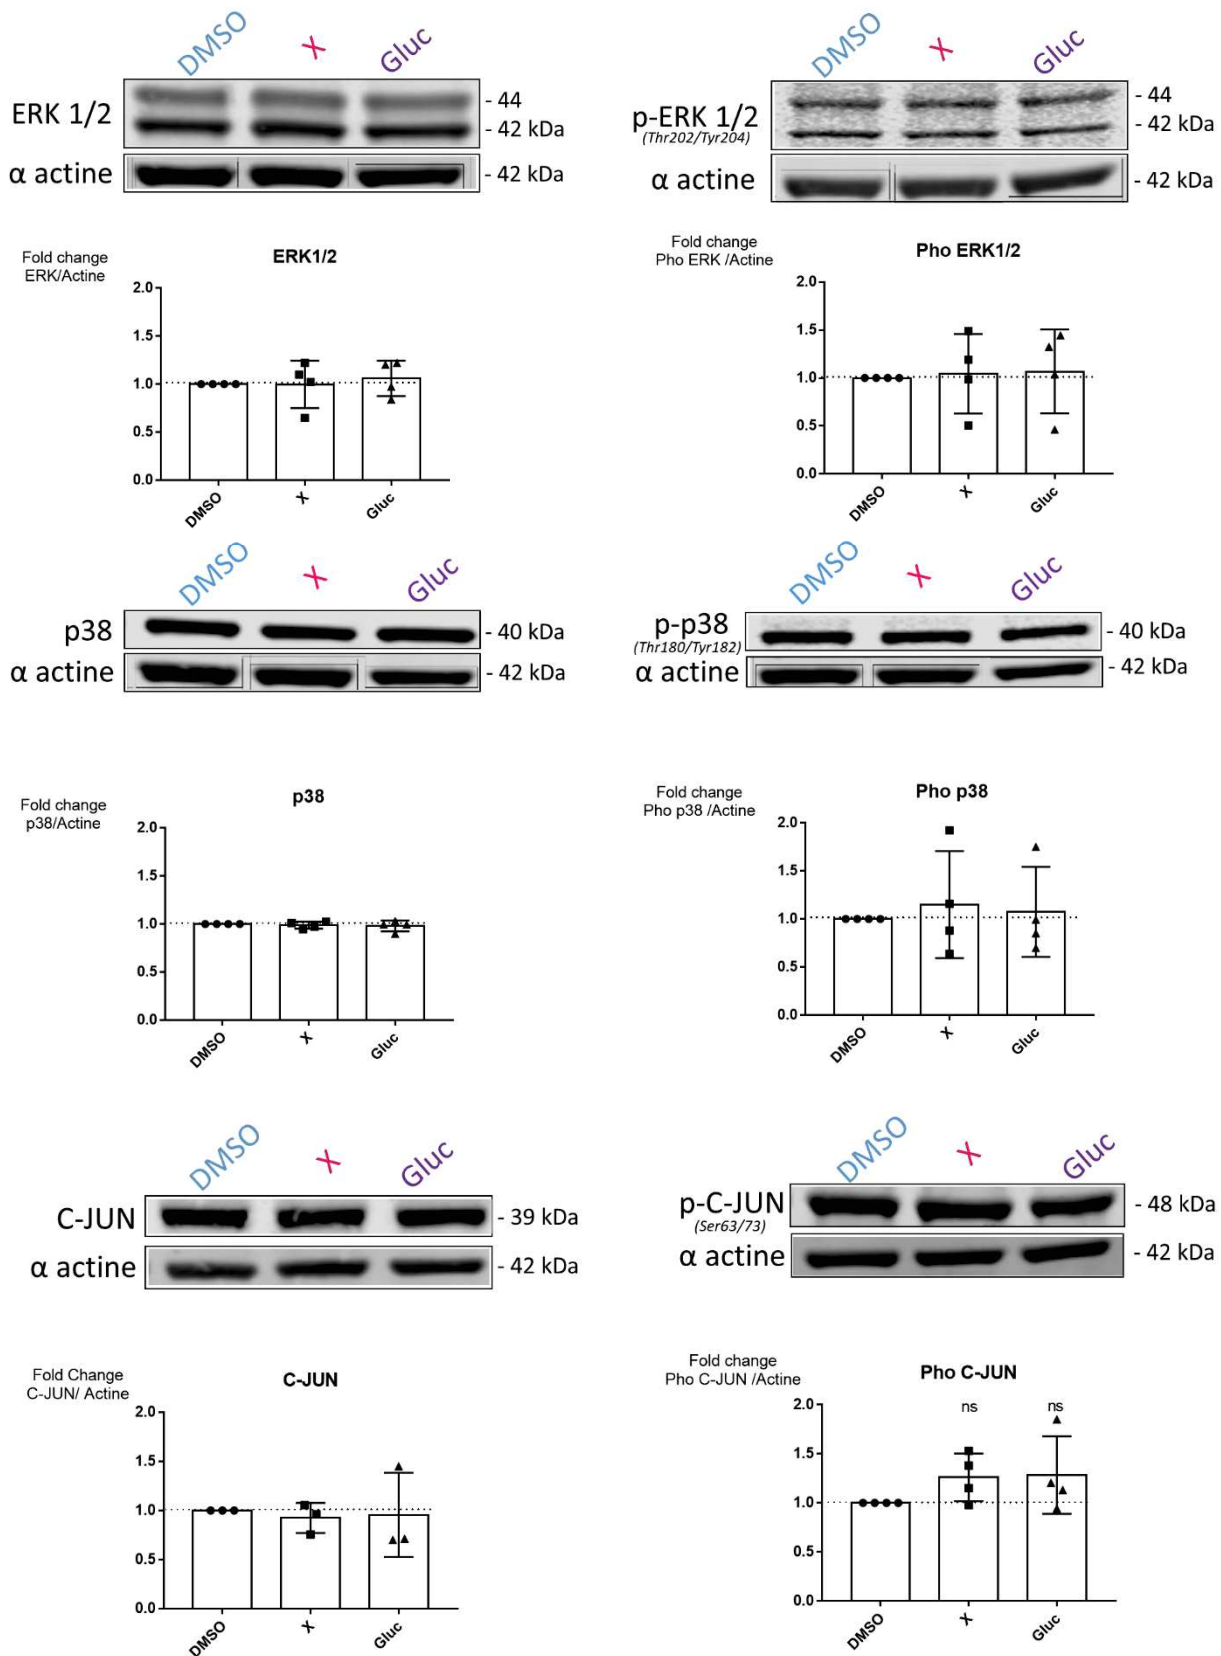 DMSO X Gluc
ERK 1/2
- 44
- 42 kDa
α actine
- 42 kDa
Fold change
ERK/Actine
ERK1/2
2.0
1.5
1.0
0.5
0.0
DMSO X Gluc
DMSO X Gluc
p-ERK 1/2
(Thr202/Tyr204)
- 44
- 42 kDa
α actine
- 42 kDa
Fold change
Pho ERK /Actine
Pho ERK1/2
2.0
1.5
1.0
0.5
0.0
DMSO X Gluc
DMSO X Gluc
p38
- 40 kDa
α actine
- 42 kDa
Fold change
p38/Actine
p38
2.0
1.5
1.0
0.5
0.0
DMSO X Gluc
DMSO X Gluc
p-p38
(Thr180/Tyr182)
- 40 kDa
α actine
- 42 kDa
Fold change
Pho p38 /Actine
Pho p38
2.0
1.5
1.0
0.5
0.0
DMSO X Gluc
DMSO X Gluc
C-JUN
- 39 kDa
α actine
- 42 kDa
Fold Change
C-JUN/ Actine
C-JUN
2.0
1.5
1.0
0.5
0.0
DMSO X Gluc
DMSO X Gluc
p-C-JUN
(Ser63/73)
- 48 kDa
α actine
- 42 kDa
Fold change
Pho C-JUN /Actine
Pho C-JUN
2.0
1.5
1.0
0.5
0.0
ns ns
DMSO X Gluc